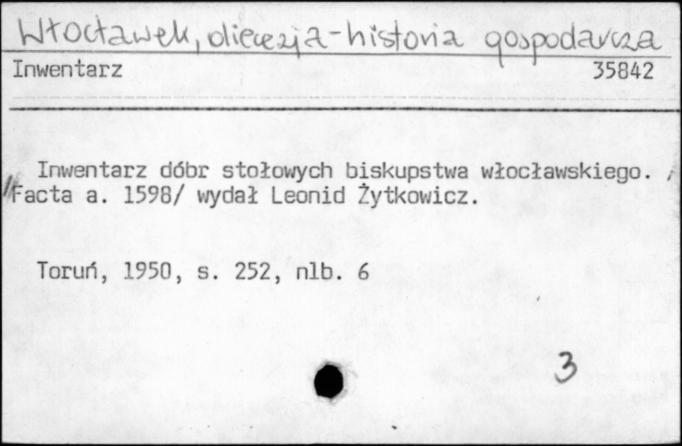 Włocławek, diecezja - historia gospodarcza
Inwentarz 35842
Inwentarz dóbr stołowych biskupstwa włocławskiego. /
/Facta a. 1598/ wydał Leonid Żytkowicz.
Toruń, 1950, s. 252, nlb. 6
3